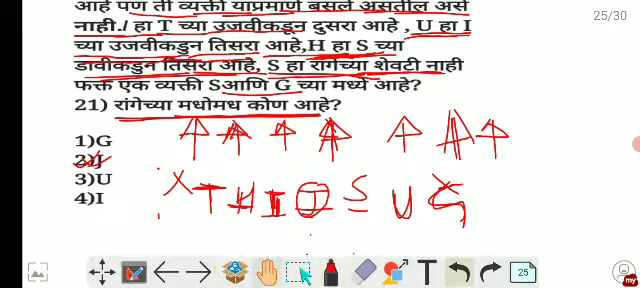 आहे पण ती व्यक्ती याप्रमाणे बसले असतील असे
नाही./ हा T च्या उजवीकडून दुसरा आहे , U हा I
च्या उजवीकडुन तिसरा आहे,H हा S च्या
डावीकडुन तिसरा आहे, S हा रांगेच्या शेवटी नाही
फक्त एक व्यक्ती Sआणि G च्या मध्ये आहे?
21) रांगेच्या मधोमध कोण आहे?
1)G
2)J
3)U
4)I
X T H I J S U G
25/30
T
25
my